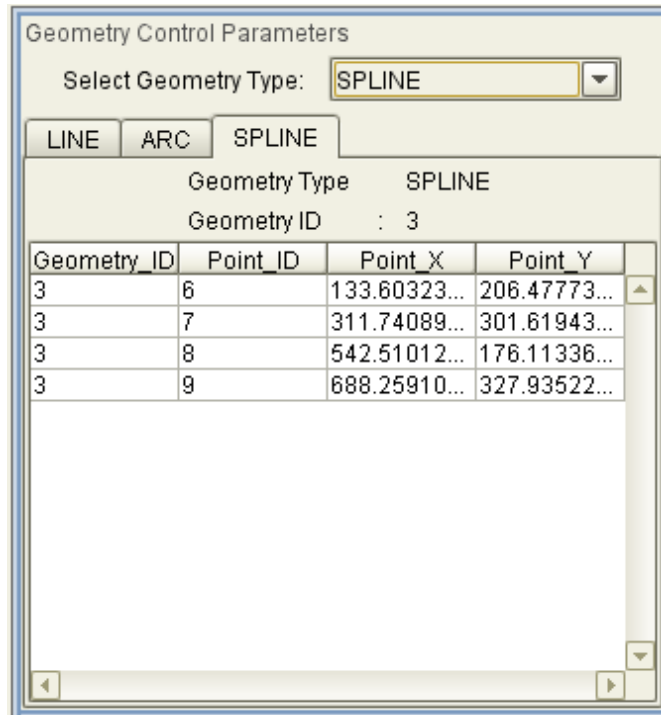 Geometry Control Parameters
Select Geometry Type: SPLINE
LINE ARC SPLINE
Geometry Type SPLINE
Geometry ID : 3
Geometry_ID Point_ID Point_X Point_Y
3 6 133.60323... 206.47773...
3 7 311.74089... 301.61943...
3 8 542.51012... 176.11336...
3 9 688.25910... 327.93522...